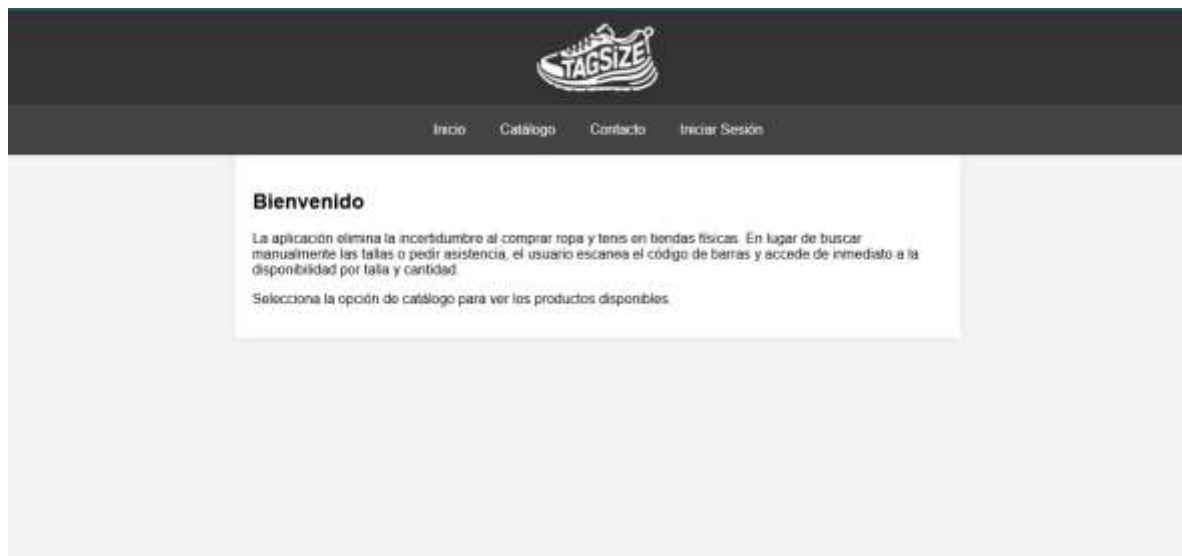 TAGSiZE
Inicio Catálogo Contacto Iniciar Sesión
Bienvenido
La aplicación elimina la incertidumbre al comprar ropa y tenis en tiendas físicas. En lugar de buscar
manualmente las tallas o pedir asistencia, el usuario escanea el código de barras y accede de inmediato a la
disponibilidad por talla y cantidad.
Selecciona la opción de catálogo para ver los productos disponibles.